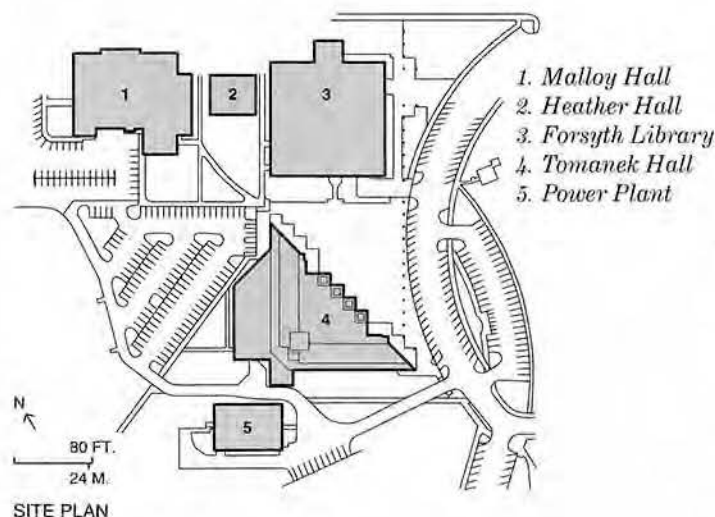 1
2
3
1. Malloy Hall
2. Heather Hall
3. Forsyth Library
4. Tomanek Hall
5. Power Plant
4
5
N
80 FT.
24 M.
SITE PLAN